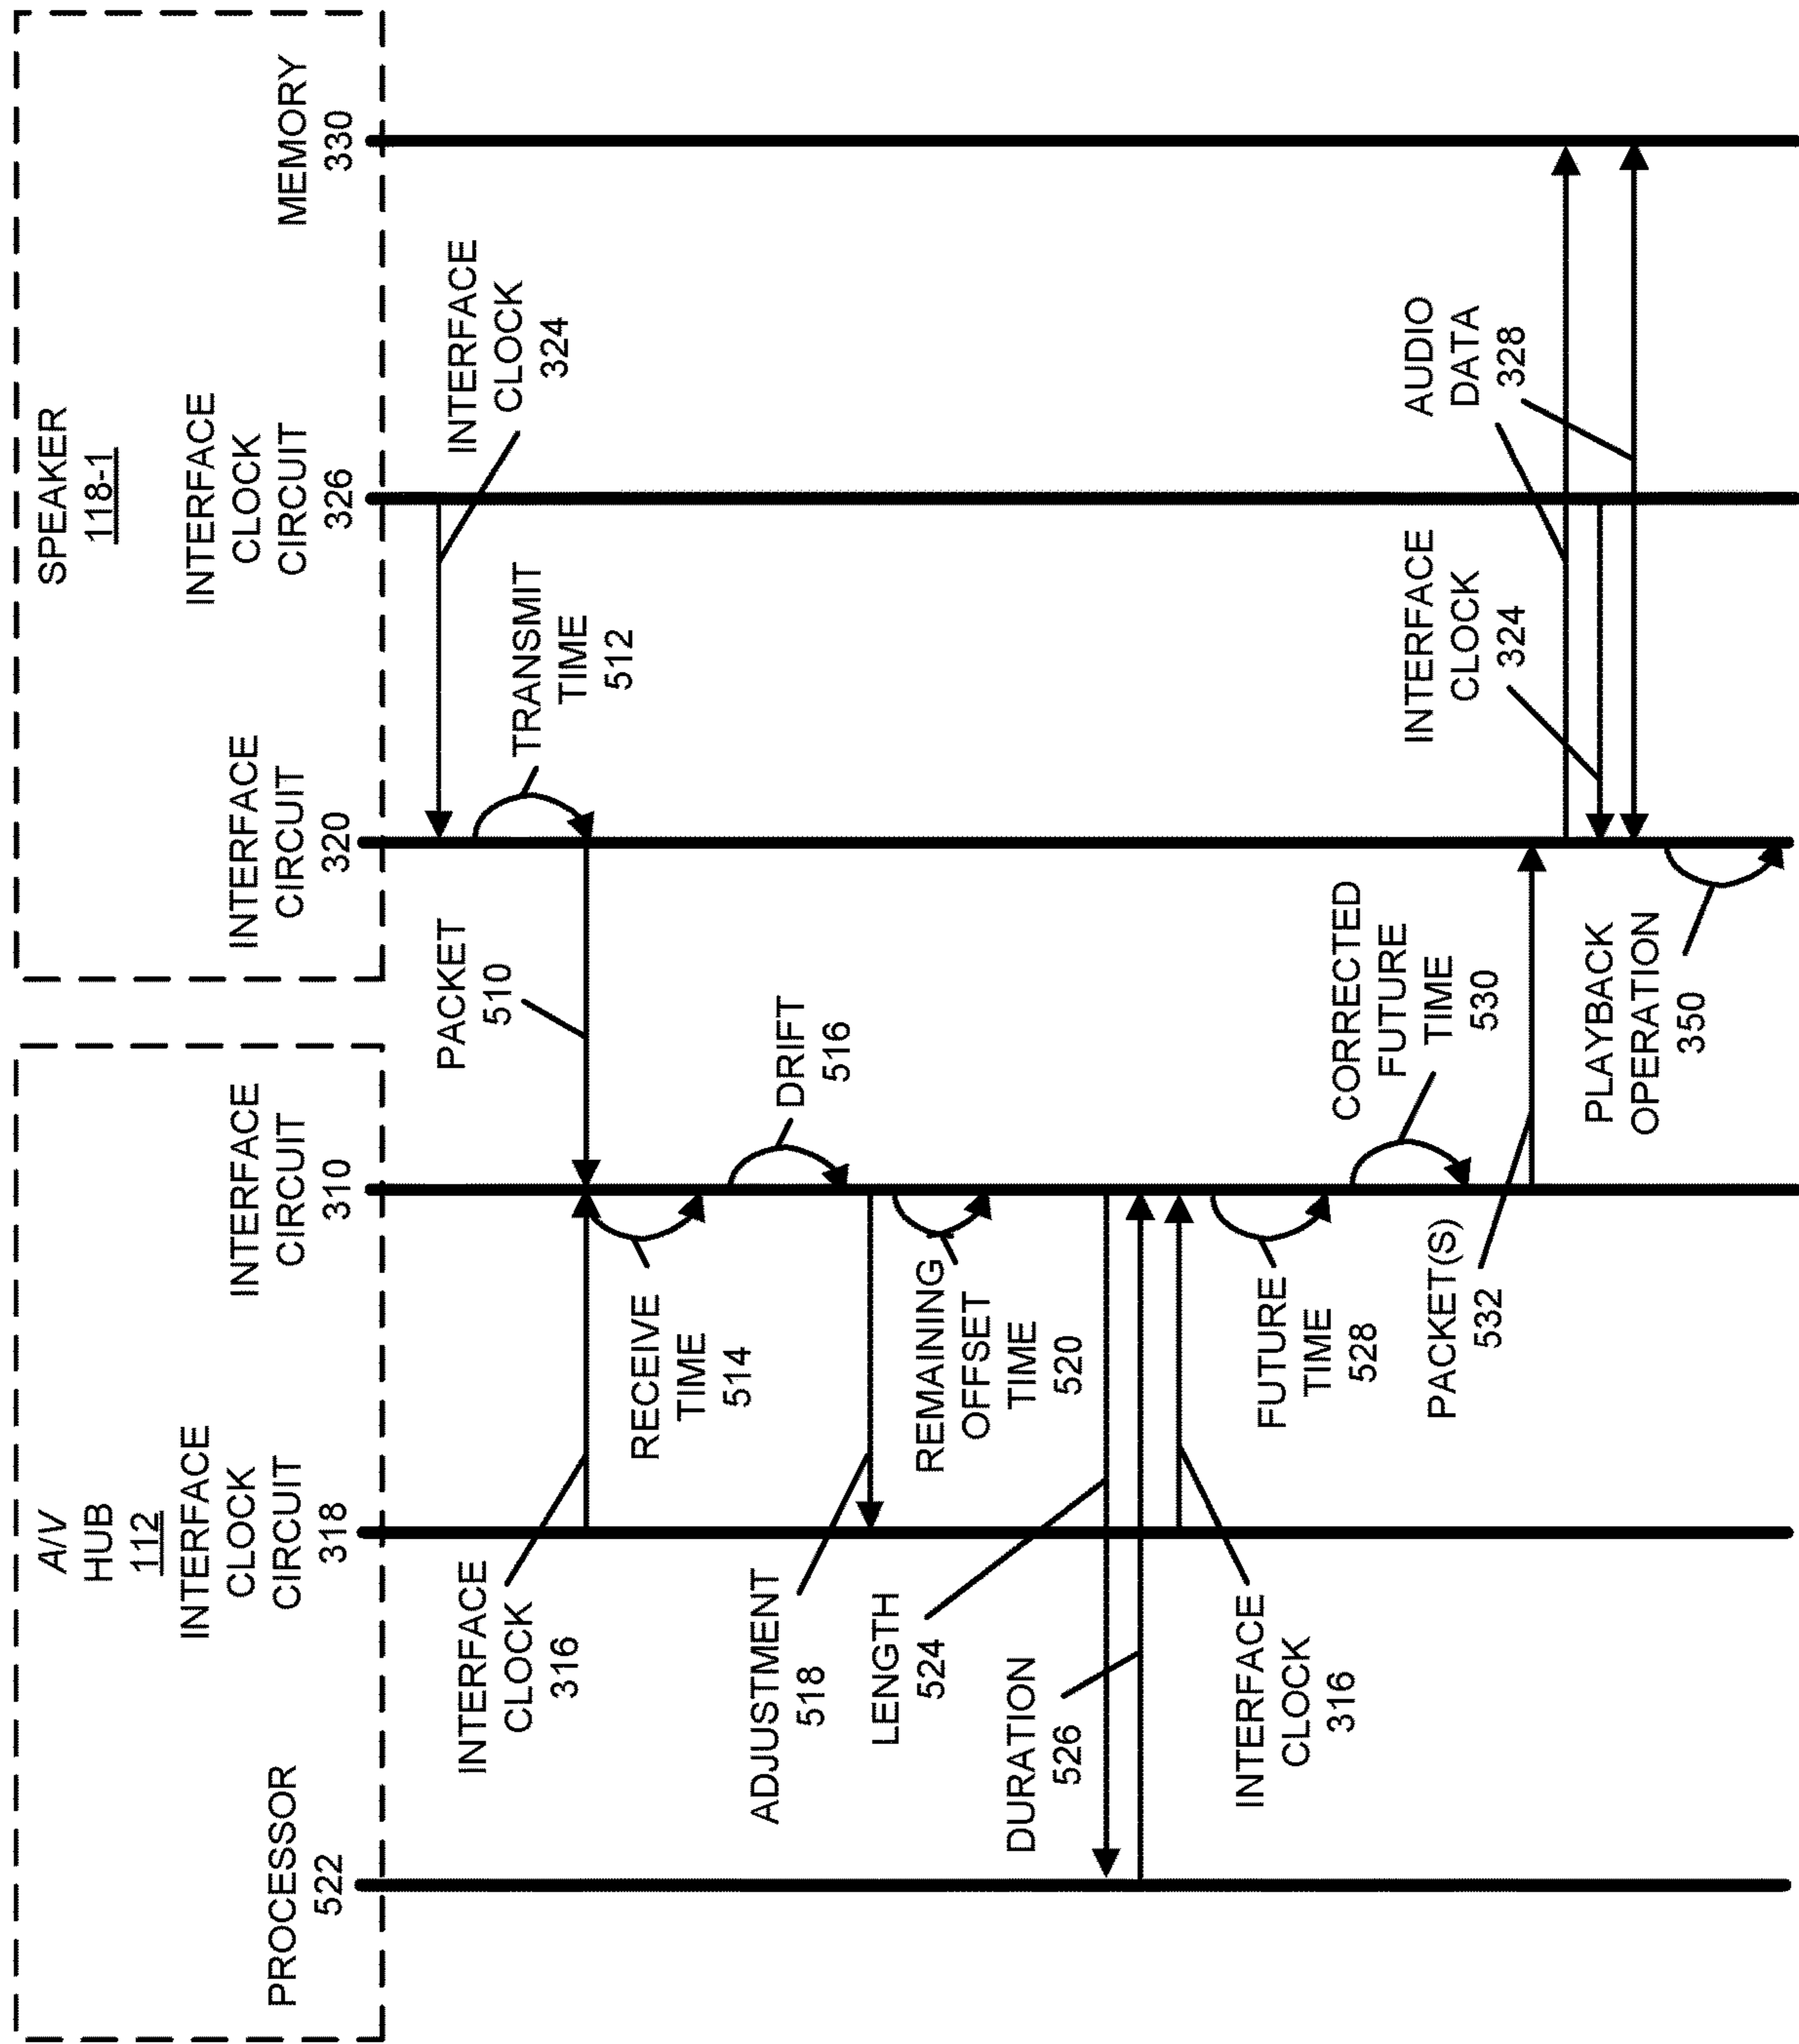 A/V
HUB
112
PROCESSOR
522
INTERFACE
CLOCK
CIRCUIT
318
INTERFACE
CIRCUIT
310
SPEAKER
118-1
INTERFACE
CIRCUIT
320
INTERFACE
CLOCK
CIRCUIT
326
MEMORY
330
INTERFACE
CLOCK
324
TRANSMIT
TIME
512
PACKET
510
INTERFACE
CLOCK
316
RECEIVE
TIME
514
DRIFT
516
ADJUSTMENT
518
REMAINING
OFFSET
TIME
520
LENGTH
524
DURATION
526
INTERFACE
CLOCK
316
FUTURE
TIME
528
CORRECTED
FUTURE
TIME
530
PACKET(S)
532
AUDIO
DATA
328
INTERFACE
CLOCK
324
PLAYBACK
OPERATION
350